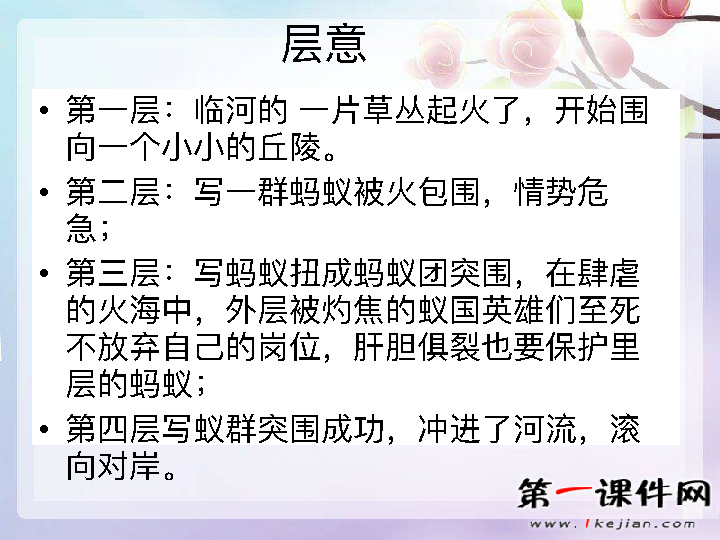 层意
• 第一层：临河的 一片草丛起火了，开始围
向一个小小的丘陵。
• 第二层：写一群蚂蚁被火包围，情势危
急；
• 第三层：写蚂蚁扭成蚂蚁团突围，在肆虐
的火海中，外层被灼焦的蚁国英雄们至死
不放弃自己的岗位，肝胆俱裂也要保护里
层的蚂蚁；
• 第四层写蚁群突围成功，冲进了河流，滚
向对岸。
第一课件网
www.1kejian.com